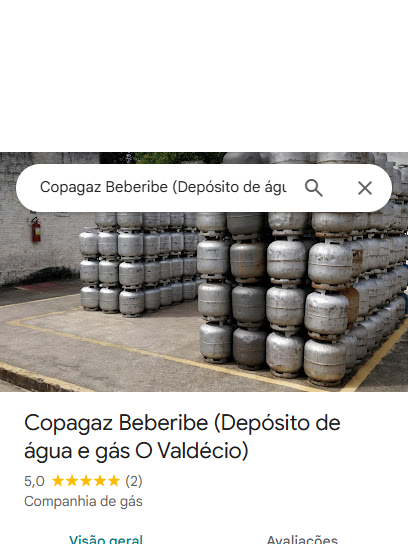 Copagaz Beberibe (Depósito de águ
Copagaz Beberibe (Depósito de
água e gás O Valdécio)
5,0 ★★★★★ (2)
Companhia de gás
Visão geral Avaliações